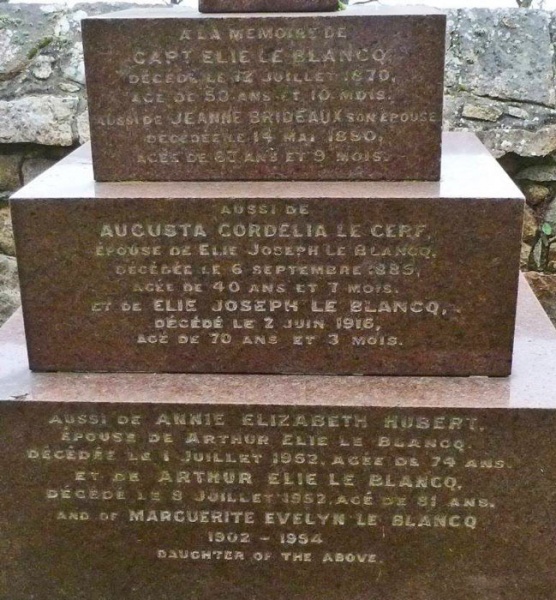 A LA MEMOIRE DE
CAPT ELIE LE BLANCQ
DÉCÉDÉ LE 12 JUILLET 1870,
AGÉ DE 50 ANS ET 10 MOIS.
AUSSI DE JEANNE BRIDEAUX SON ÉPOUSE
DÉCÉDÉE LE 14 MAI 1890,
AGÉE DE 67 ANS ET 9 MOIS.
AUSSI DE
AUGUSTA CORDELIA LE CERF,
ÉPOUSE DE ELIE JOSEPH LE BLANCQ,
DÉCÉDÉE LE 6 SEPTEMBRE 1885,
AGÉE DE 40 ANS ET 7 MOIS.
ET DE ELIE JOSEPH LE BLANCQ,
DÉCÉDÉ LE 2 JUIN 1916,
AGÉ DE 70 ANS ET 3 MOIS.
AUSSI DE ANNIE ELIZABETH HUBERT,
ÉPOUSE DE ARTHUR ELIE LE BLANCQ,
DÉCÉDÉE LE 1 JUILLET 1952, AGÉE DE 74 ANS.
ET DE ARTHUR ELIE LE BLANCQ,
DÉCÉDÉ LE 8 JUILLET 1952, AGÉ DE 81 ANS.
AND OF MARGUERITE EVELYN LE BLANCQ
1902 - 1954
DAUGHTER OF THE ABOVE.